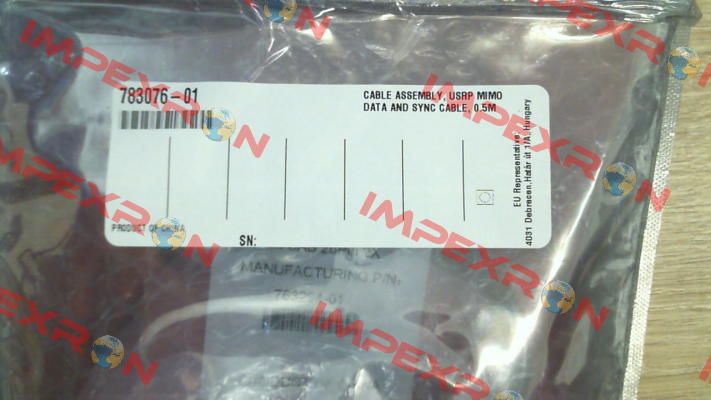 783076-01
CABLE ASSEMBLY, USRP MIMO
DATA AND SYNC CABLE, 0.5M
EU Representative
4031 Debrecen, Határ út 1/A, Hungary
PRODUCT OF CHINA
SN:
MANUFACTURING P/N:
IMPEXRON
IMPEXRON
IMPEXRON
IMPEXRON
IMPEXRON
IMPEXRON